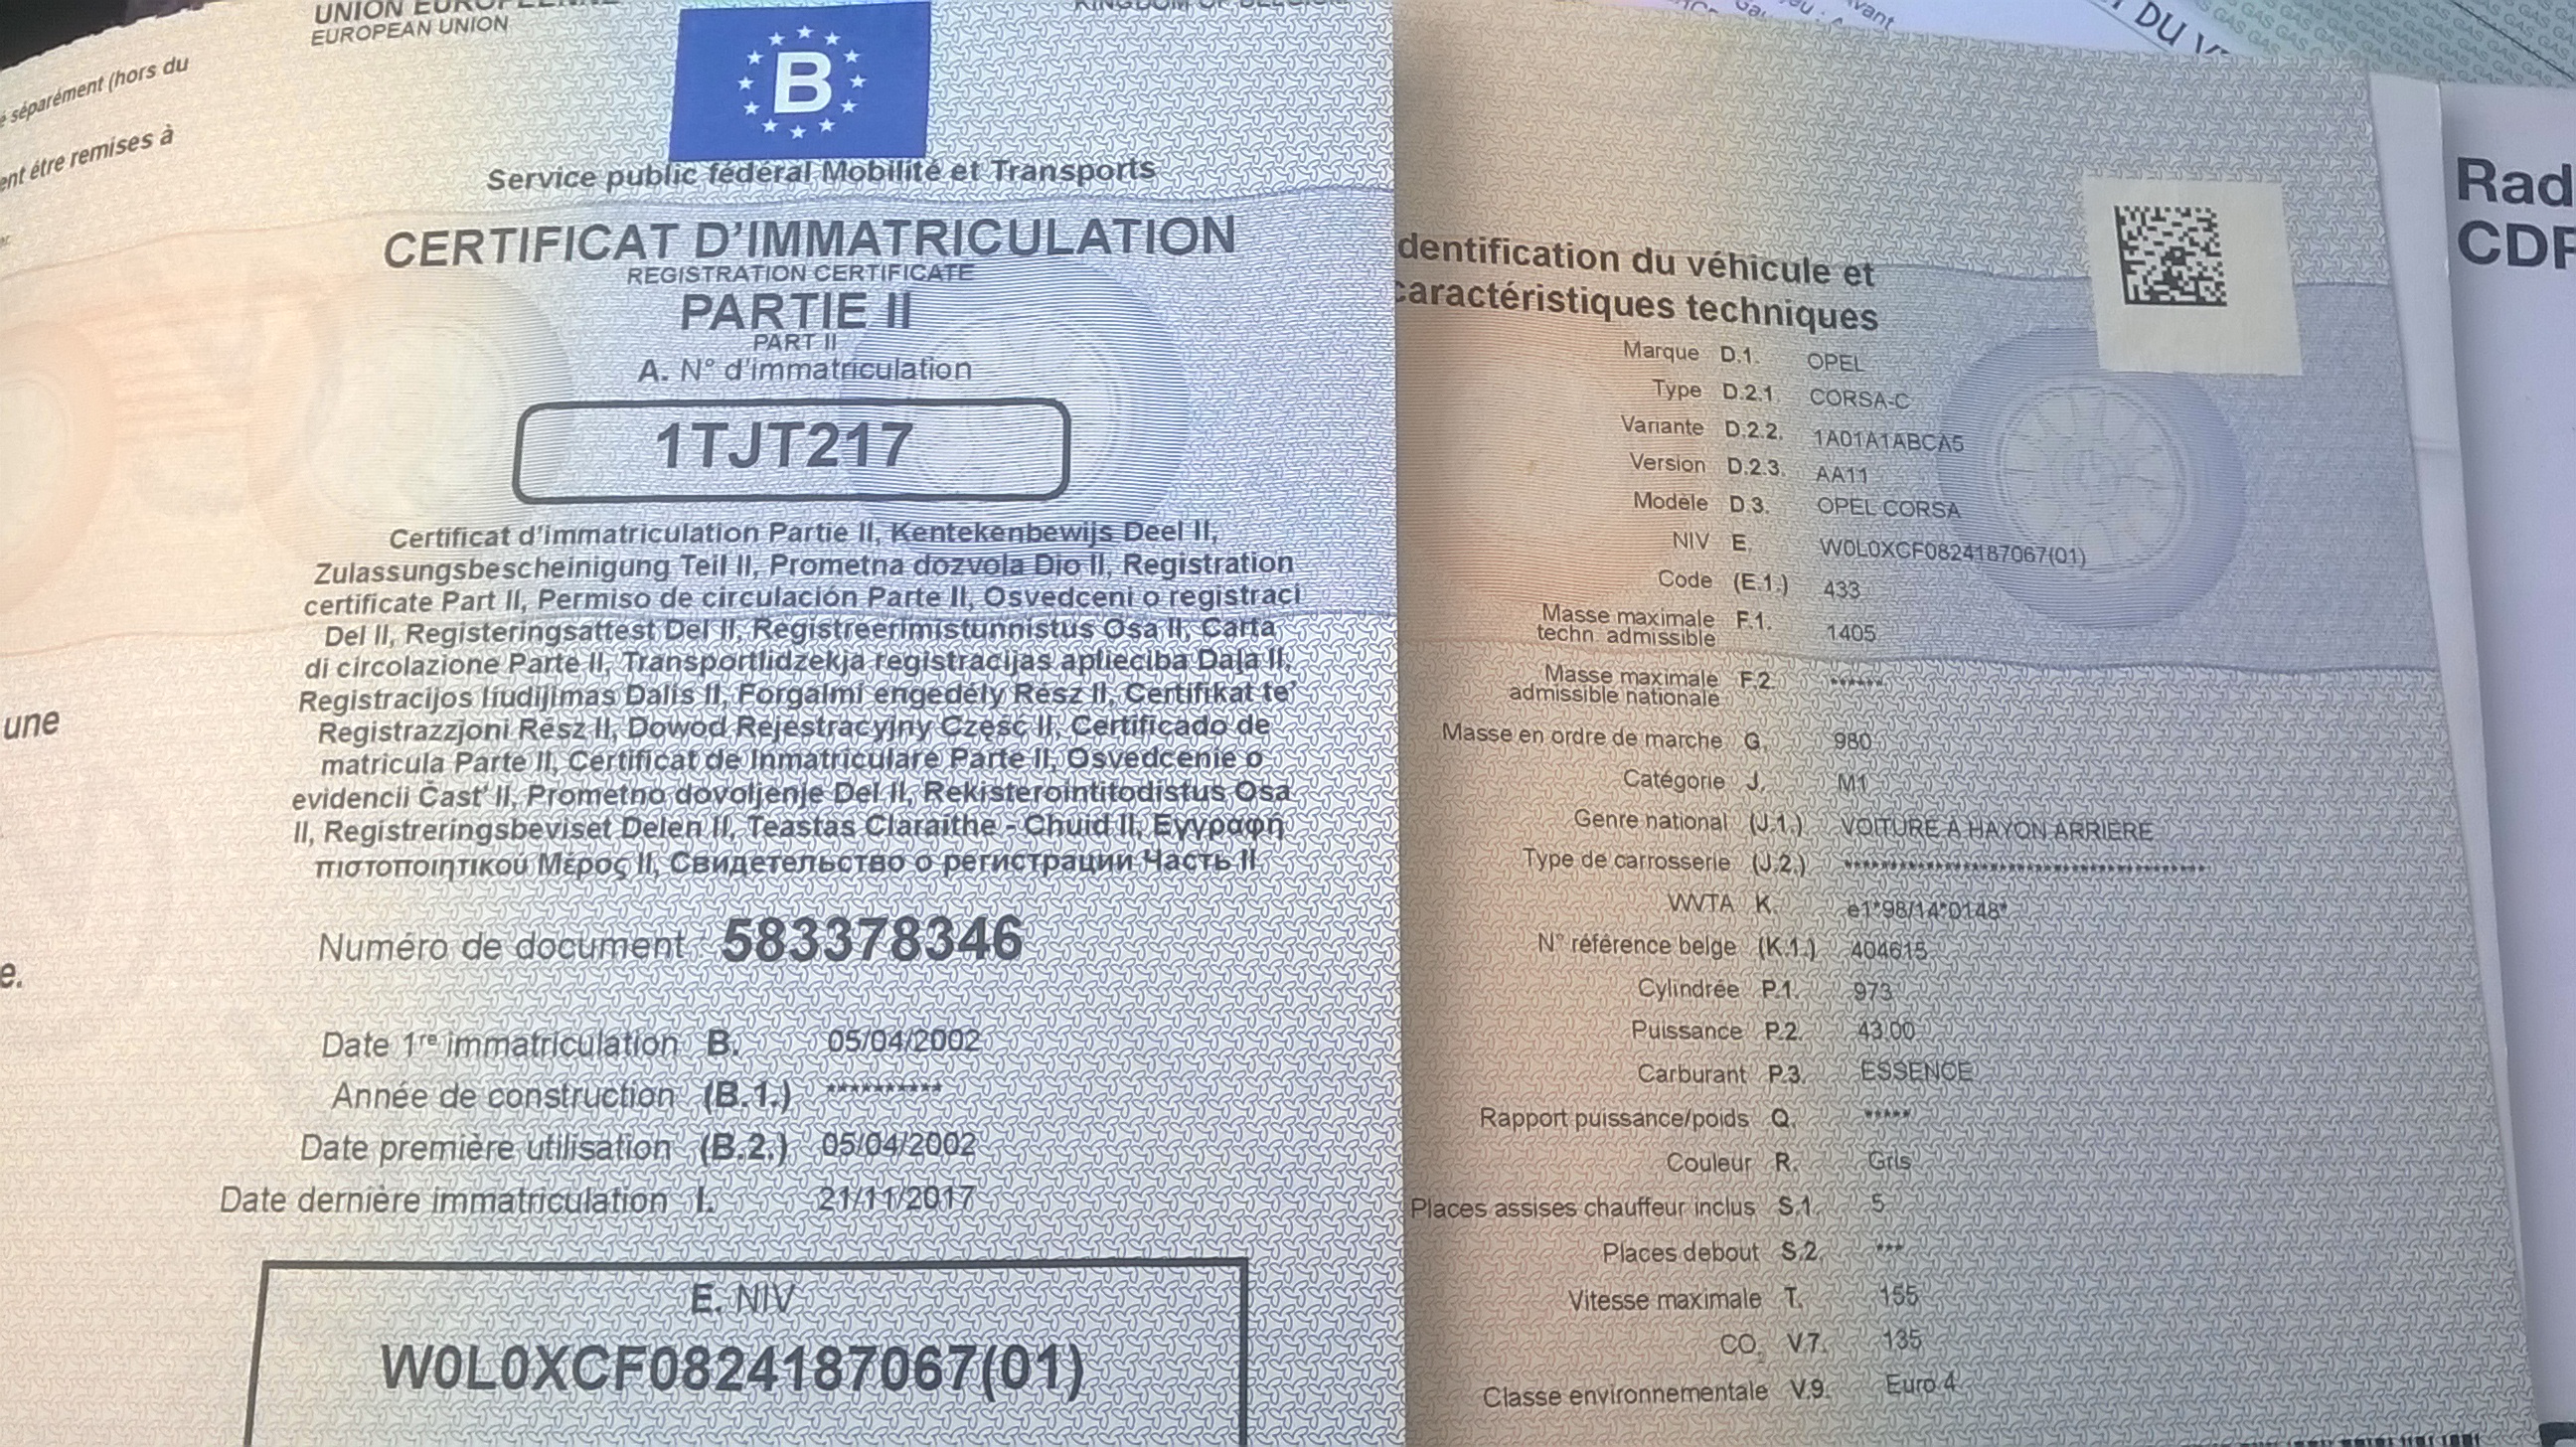 UNION EUROPÉENNE
EUROPEAN UNION
KINGDOM OF BELGIUM
B
Service public fédéral Mobilité et Transports
CERTIFICAT D'IMMATRICULATION
REGISTRATION CERTIFICATE
PARTIE II
PART II
A. N° d'immatriculation
1TJT217
Certificat d'immatriculation Partie II, Kentekenbewijs Deel II,
Zulassungsbescheinigung Teil II, Prometna dozvola Dio II, Registration
certificate Part II, Permiso de circulación Parte II, Osvedceni o registraci
Del II, Registeringsattest Del II, Registreerimistunnistus Osa II, Carta
di circolazione Parte II, Transportlidzekja registracijas aplieciba Daļa II,
Registracijos liudijimas Dalis II, Forgalmi engedély Rész II, Certifikat te'
Registrazzjoni Rész II, Dowod Rejestracyjny Część II, Certificado de
matricula Parte II, Certificat de Inmatriculare Parte II, Osvedcenie o
evidencii Čast' II, Prometno dovoljenje Del II, Rekisterointitodistus Osa
II, Registreringsbeviset Delen II, Teastas Claraithe - Chuid II, Εγγραφη
πιστοποιητικού Μέρος II, Свидетельство о регистрации Часть II
Numéro de document : 583378346
Date 1re immatriculation B. 05/04/2002
Année de construction (B.1.) **********
Date première utilisation (B.2.) 05/04/2002
Date dernière immatriculation I. 21/11/2017
E. NIV
W0L0XCF0824187067(01)
séparément (hors du
ent être remises à
une
e.
dentification du véhicule et
caractéristiques techniques
Marque D.1. OPEL
Type D.2.1. CORSA-C
Variante D.2.2. 1A01A1ABCA5
Version D.2.3. AA11
Modèle D.3. OPEL CORSA
NIV E. W0L0XCF0824187067(01)
Code (E.1.) 433
Masse maximale
techn. admissible F.1. 1405
Masse maximale
admissible nationale F.2. ******
Masse en ordre de marche G. 980
Catégorie J. M1
Genre national (J.1.) VOITURE A HAYON ARRIERE
Type de carrosserie (J.2.) ****************************************
WVTA K. e1*98/14*0148*
N° référence belge (K.1.) 404615
Cylindrée P.1. 973
Puissance P.2. 43.00
Carburant P.3. ESSENCE
Rapport puissance/poids Q. *****
Couleur R. Gris
Places assises chauffeur inclus S.1. 5
Places debout S.2. ***
Vitesse maximale T. 155
CO2 V.7. 135
Classe environnementale V.9. Euro 4
DU
GAS GAS GAS GAS GAS
Rad
CDR